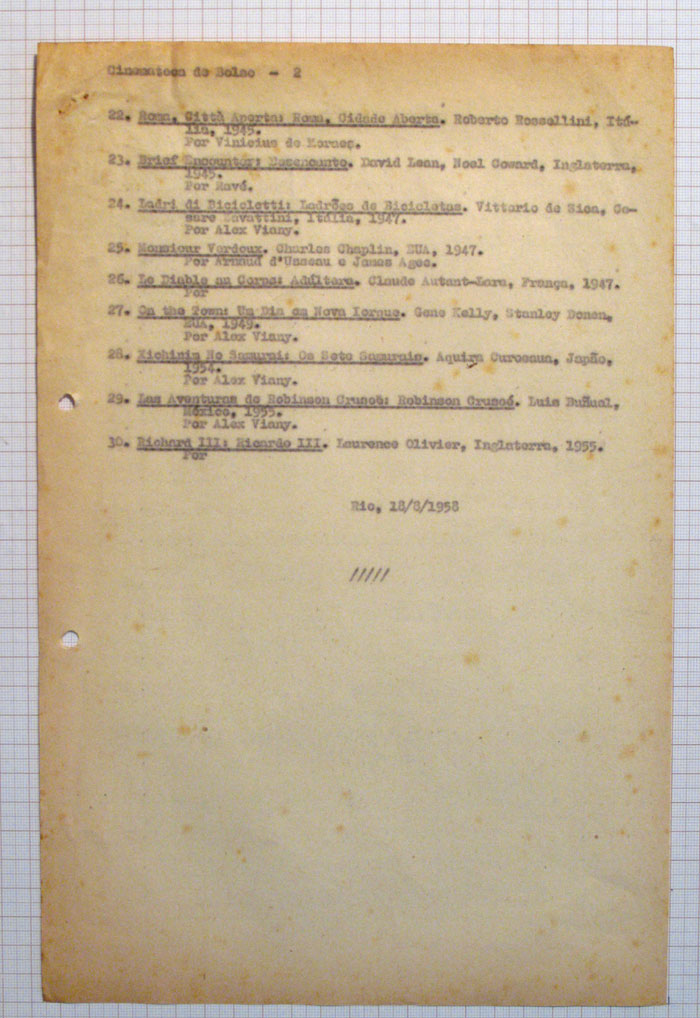 Cinemateca de Bolso - 2
22. Roma, Città Aperta: Roma, Cidade Aberta. Roberto Rossellini, Itá-
lia, 1945.
Por Vinicius de Moraes.
23. Brief Encounter: Desencanto. David Lean, Noel Coward, Inglaterra,
1945.
Por Mavé.
24. Ladri di Bicicletti: Ladrões de Bicicletas. Vittorio de Sica, Ce-
sare Zavattini, Itália, 1947.
Por Alex Viany.
25. Monsieur Verdoux. Charles Chaplin, EUA, 1947.
Por Arnaud d'Usseau e James Agee.
26. Le Diable au Corps: Adúltera. Claude Autant-Lara, França, 1947.
Por
27. On the Town: Um Dia em Nova Iorque. Gene Kelly, Stanley Donen,
EUA, 1949.
Por Alex Viany.
28. Xichinin No Samurai: Os Sete Samurais. Aquira Curosaua, Japão,
1954.
Por Alex Viany.
29. Las Aventuras de Robinson Crusoé: Robinson Crusoé. Luis Buñuel,
México, 1955.
Por Alex Viany.
30. Richard III: Ricardo III. Laurence Olivier, Inglaterra, 1955.
Por
Rio, 18/8/1958
/////